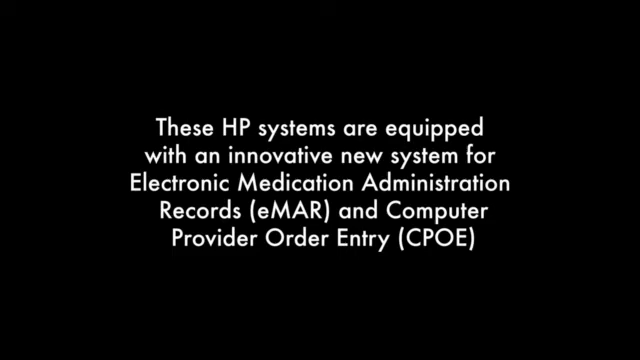 These HP systems are equipped
with an innovative new system for
Electronic Medication Administration
Records (eMAR) and Computer
Provider Order Entry (CPOE)